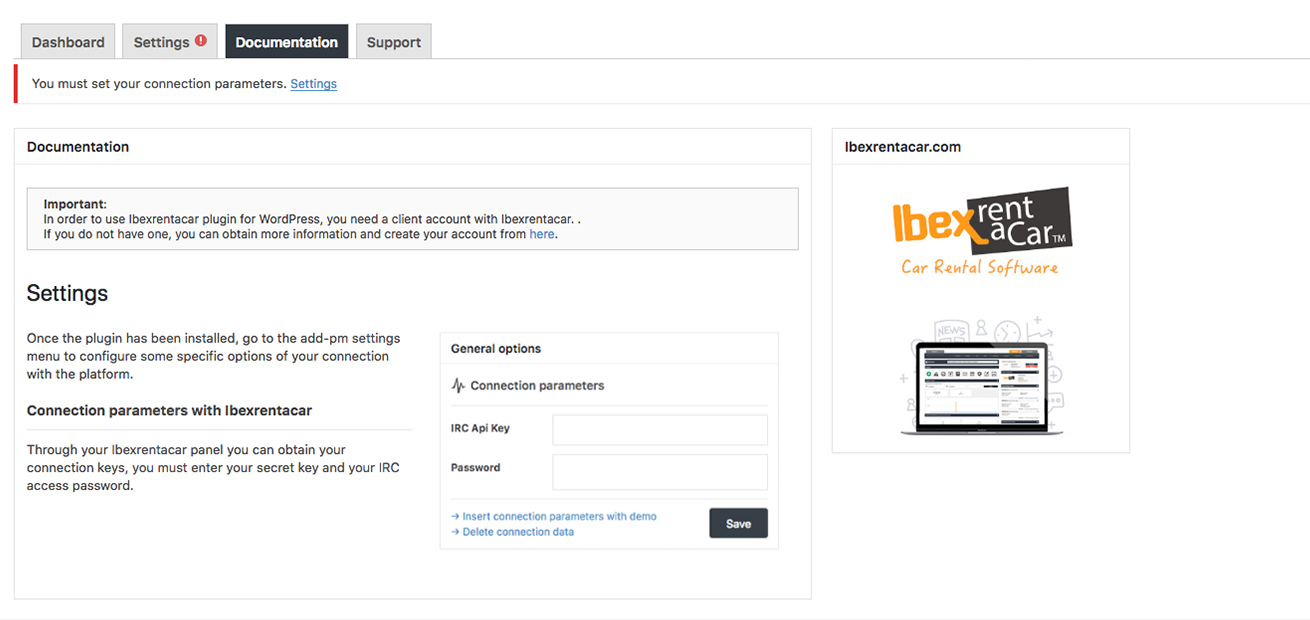 Dashboard
Settings
Documentation
Support
You must set your connection parameters. Settings
Documentation
Important:
In order to use Ibexrentacar plugin for WordPress, you need a client account with Ibexrentacar. .
If you do not have one, you can obtain more information and create your account from here.
Settings
Once the plugin has been installed, go to the add-pm settings
menu to configure some specific options of your connection
with the platform.
Connection parameters with Ibexrentacar
Through your Ibexrentacar panel you can obtain your
connection keys, you must enter your secret key and your IRC
access password.
General options
Connection parameters
IRC Api Key
Password
→ Insert connection parameters with demo
→ Delete connection data
Save
Ibexrentacar.com
Ibex rent
aCar TM
Car Rental Software
NEWS